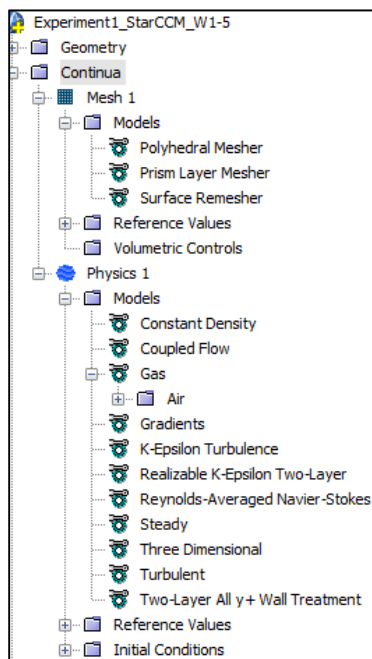 Experiment1_StarCCM_W1-5
Geometry
Continua
Mesh 1
Models
Polyhedral Mesher
Prism Layer Mesher
Surface Remesher
Reference Values
Volumetric Controls
Physics 1
Models
Constant Density
Coupled Flow
Gas
Air
Gradients
K-Epsilon Turbulence
Realizable K-Epsilon Two-Layer
Reynolds-Averaged Navier-Stokes
Steady
Three Dimensional
Turbulent
Two-Layer All y+ Wall Treatment
Reference Values
Initial Conditions